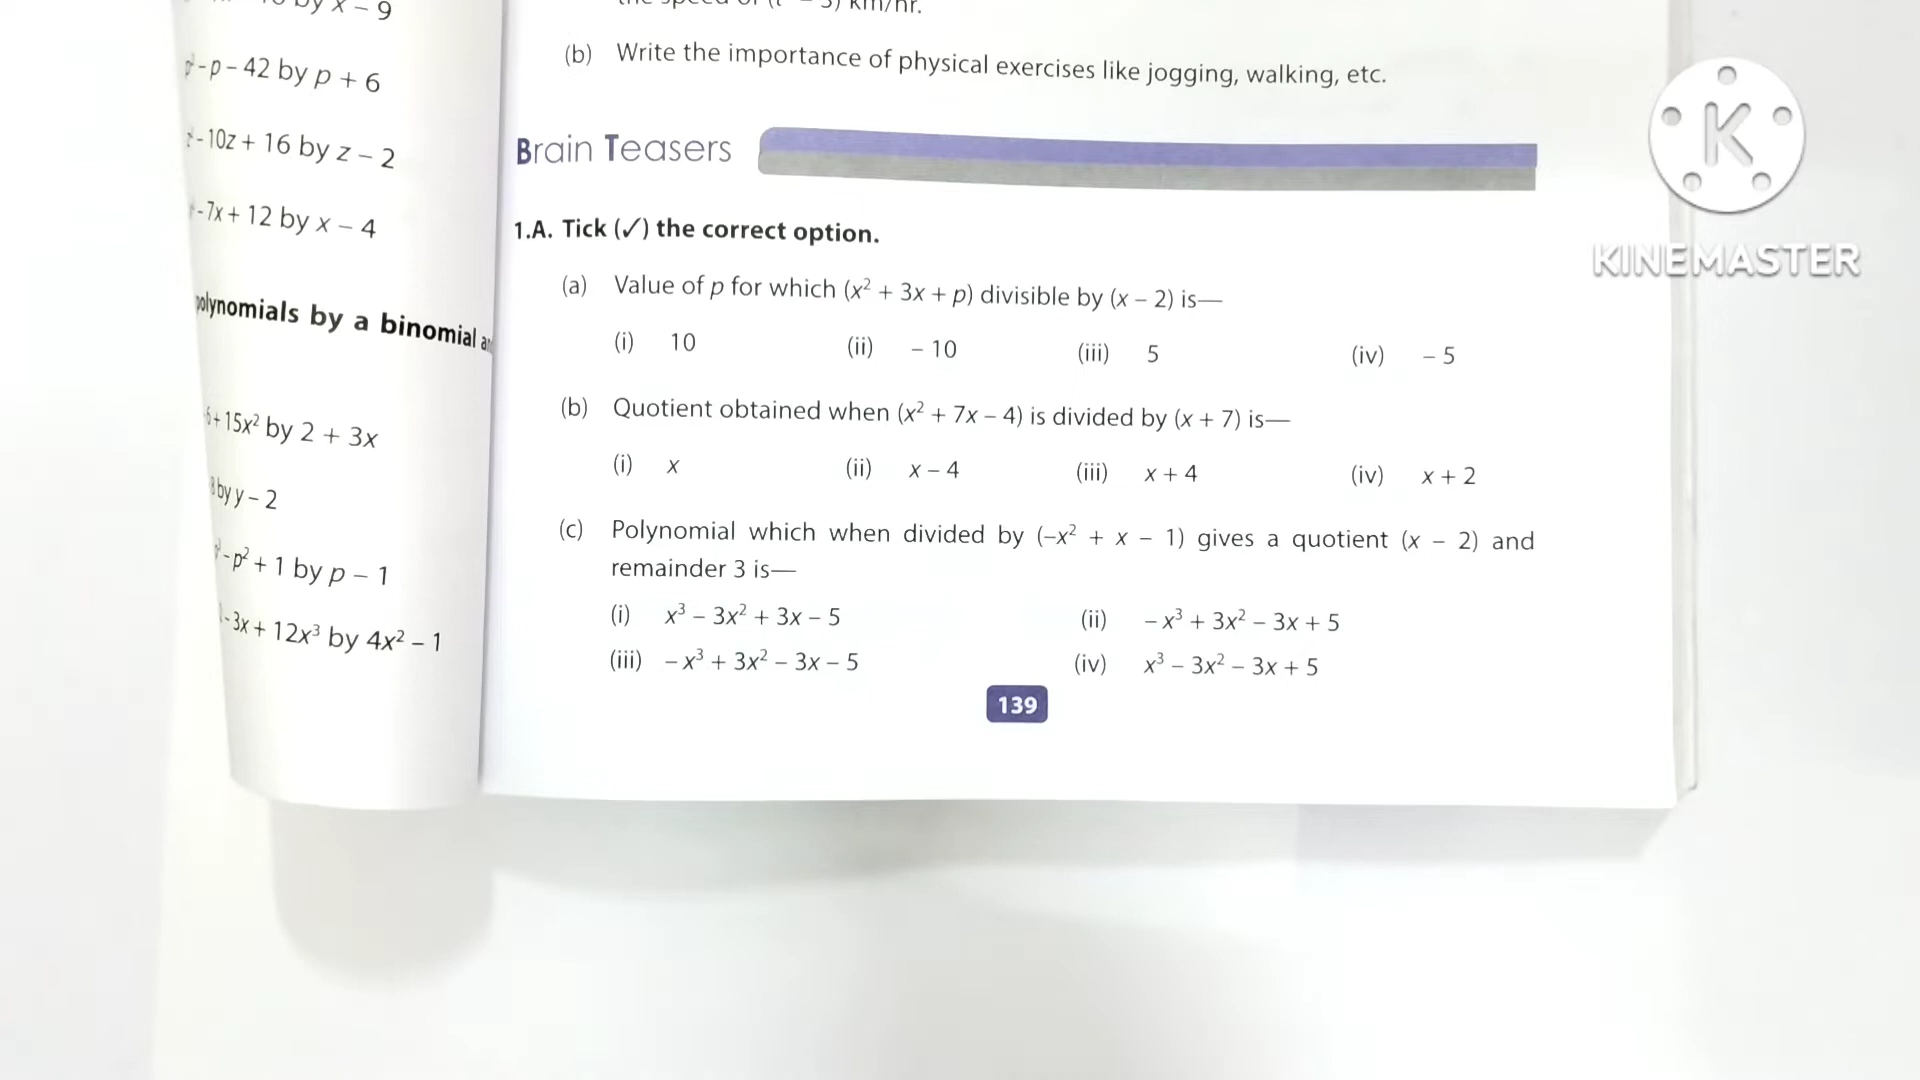 by x – 9
– p – 42 by p + 6
– 10z + 16 by z – 2
– 7x + 12 by x – 4
polynomials by a binomial
+ 15x² by 2 + 3x
by y – 2
– p² + 1 by p – 1
– 3x + 12x³ by 4x² – 1
km/hr.
(b) Write the importance of physical exercises like jogging, walking, etc.
Brain Teasers
1.A. Tick (✓) the correct option.
(a) Value of p for which (x² + 3x + p) divisible by (x – 2) is—
(i) 10 (ii) – 10 (iii) 5 (iv) – 5
(b) Quotient obtained when (x² + 7x – 4) is divided by (x + 7) is—
(i) x (ii) x – 4 (iii) x + 4 (iv) x + 2
(c) Polynomial which when divided by (–x² + x – 1) gives a quotient (x – 2) and
remainder 3 is—
(i) x³ – 3x² + 3x – 5 (ii) – x³ + 3x² – 3x + 5
(iii) – x³ + 3x² – 3x – 5 (iv) x³ – 3x² – 3x + 5
139
K
KINEMASTER